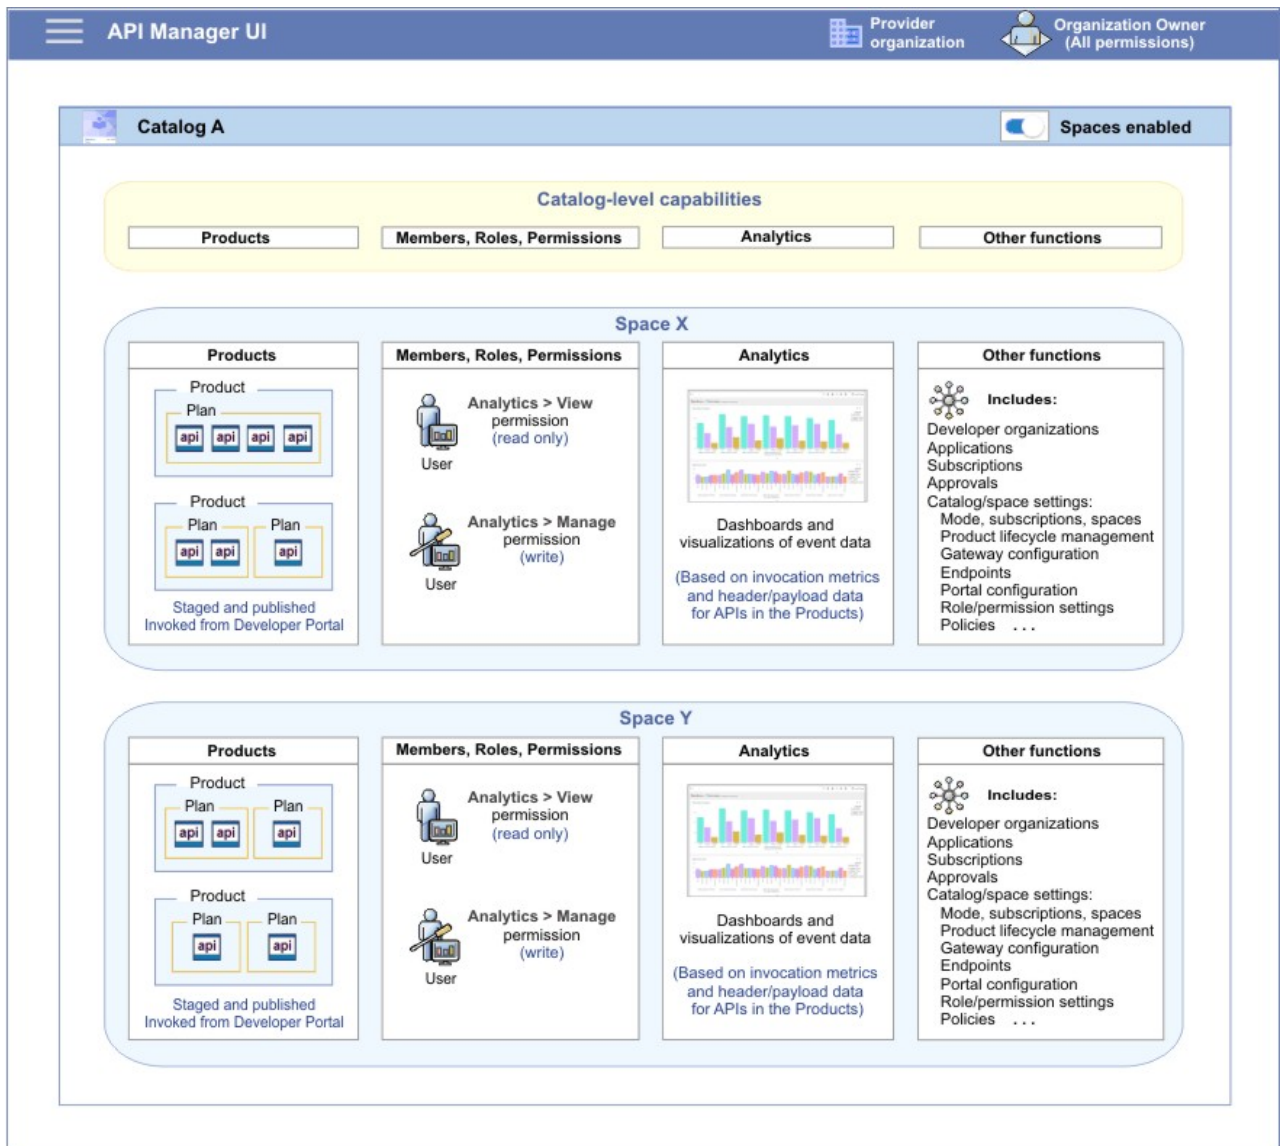 API Manager UI
Provider
organization
Organization Owner
(All permissions)
Catalog A
Spaces enabled
Catalog-level capabilities
Products
Members, Roles, Permissions
Analytics
Other functions
Space X
Products
Product
Plan
api api api api
Product
Plan Plan
api api api
Staged and published
Invoked from Developer Portal
Members, Roles, Permissions
Analytics > View
permission
(read only)
User
Analytics > Manage
permission
(write)
User
Analytics
Dashboards and
visualizations of event data
(Based on invocation metrics
and header/payload data
for APIs in the Products)
Other functions
Includes:
Developer organizations
Applications
Subscriptions
Approvals
Catalog/space settings:
Mode, subscriptions, spaces
Product lifecycle management
Gateway configuration
Endpoints
Portal configuration
Role/permission settings
Policies ...
Space Y
Products
Product
Plan Plan
api api api
Product
Plan Plan
api api
Staged and published
Invoked from Developer Portal
Members, Roles, Permissions
Analytics > View
permission
(read only)
User
Analytics > Manage
permission
(write)
User
Analytics
Dashboards and
visualizations of event data
(Based on invocation metrics
and header/payload data
for APIs in the Products)
Other functions
Includes:
Developer organizations
Applications
Subscriptions
Approvals
Catalog/space settings:
Mode, subscriptions, spaces
Product lifecycle management
Gateway configuration
Endpoints
Portal configuration
Role/permission settings
Policies ...